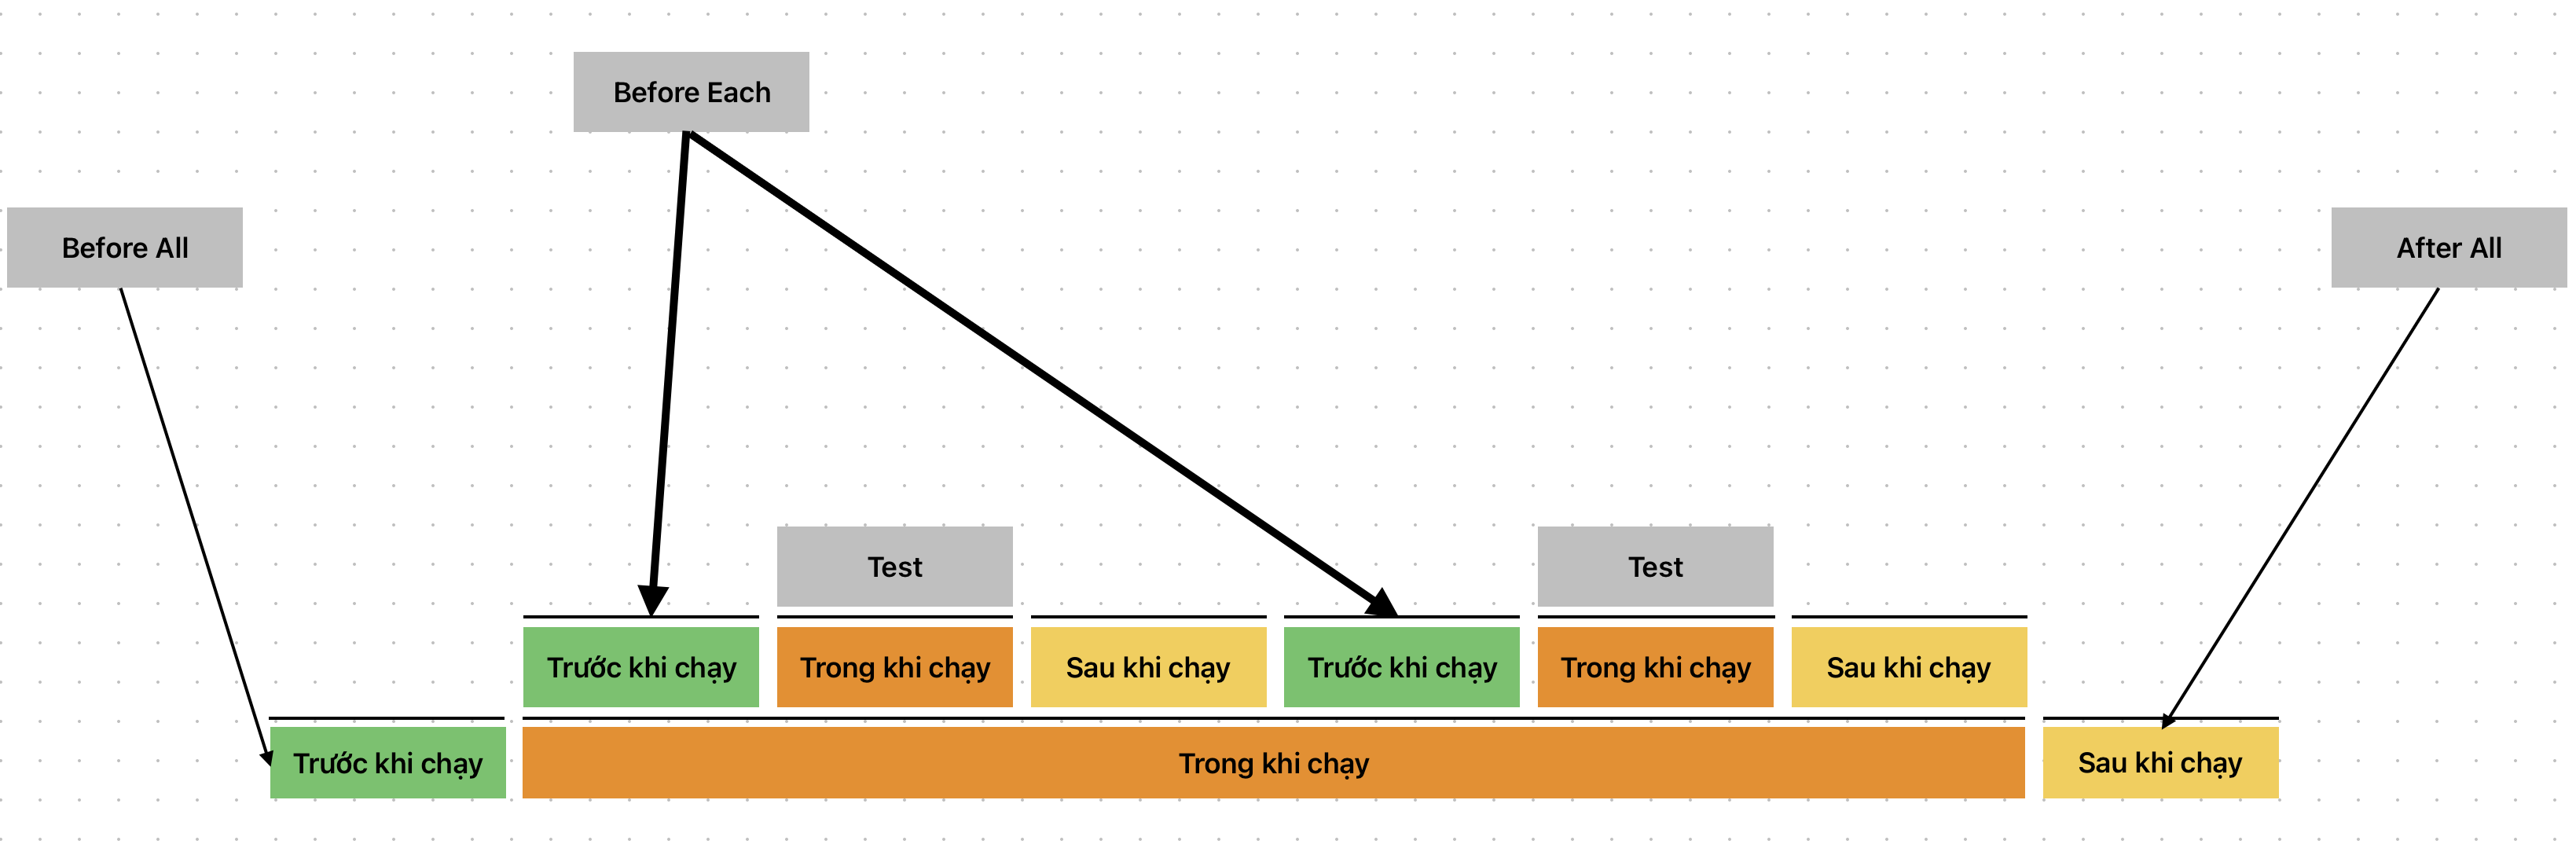 Before Each
Before All
After All
Test
Test
Trước khi chạy
Trong khi chạy
Sau khi chạy
Trước khi chạy
Trong khi chạy
Sau khi chạy
Trước khi chạy
Trong khi chạy
Sau khi chạy